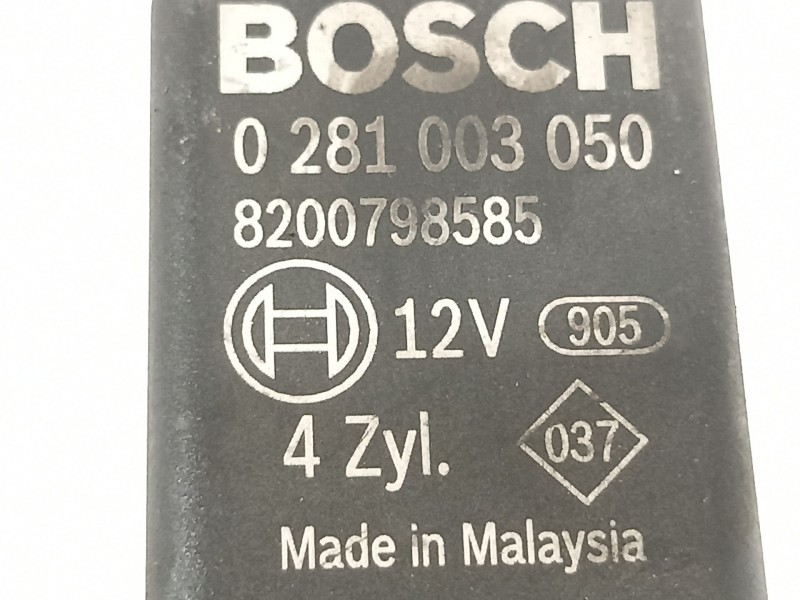 BOSCH
0 281 003 050
8200798585
12V 905
4 Zyl. 037
Made in Malaysia